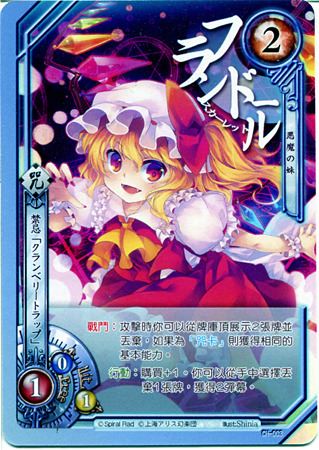 フランドール
スカーレット
2
悪魔の妹
咒
禁忌「クランベリートラップ」
戰鬥：攻擊時你可以從牌庫頂展示2張牌並
丟棄，如果為「咒卡」則獲得相同的
基本能力。
行動：購買+1。你可以從手中選擇丟
棄1張牌，獲得2彈幕。
1
0
1
© Spiral Rad © 上海アリス幻楽団 Illust:Shinia